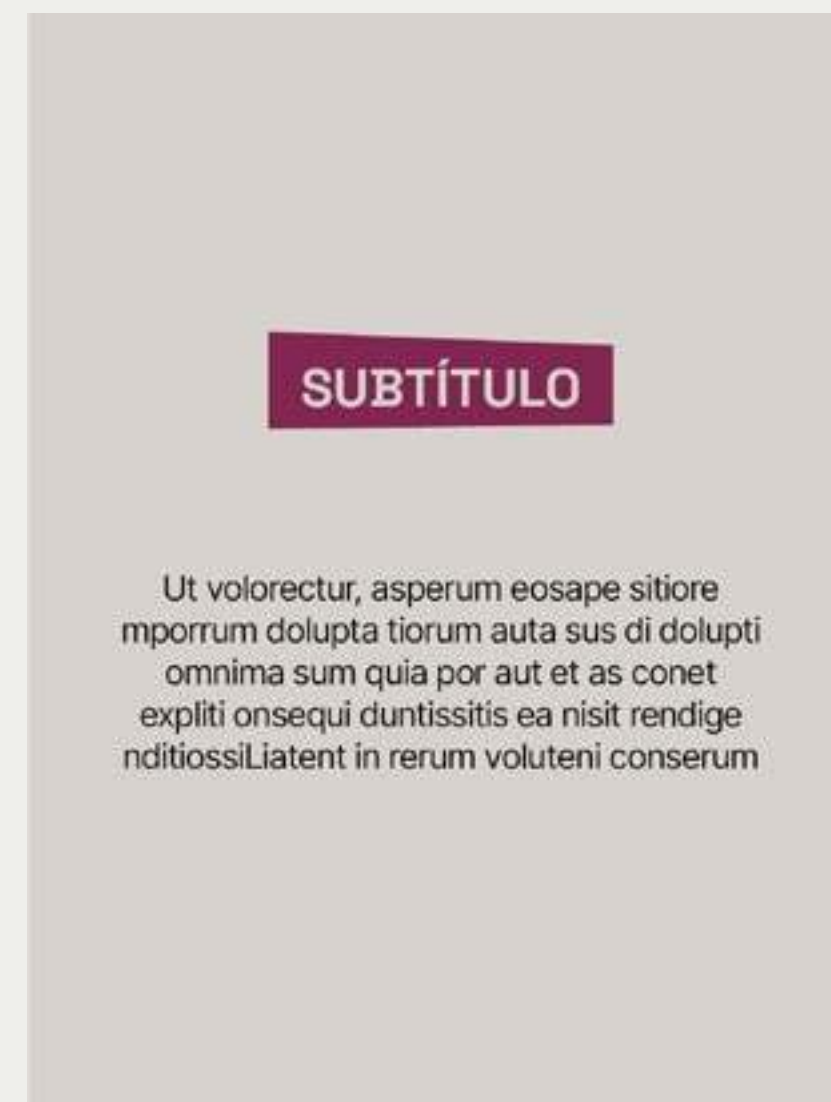 SUBTÍTULO
Ut volorectur, asperum eosape sitiore
mporrum dolupta tiorum auta sus di dolupti
omnima sum quia por aut et as conet
expliti onsequi duntissitis ea nisit rendige
nditiossiLiatent in rerum voluteni conserum